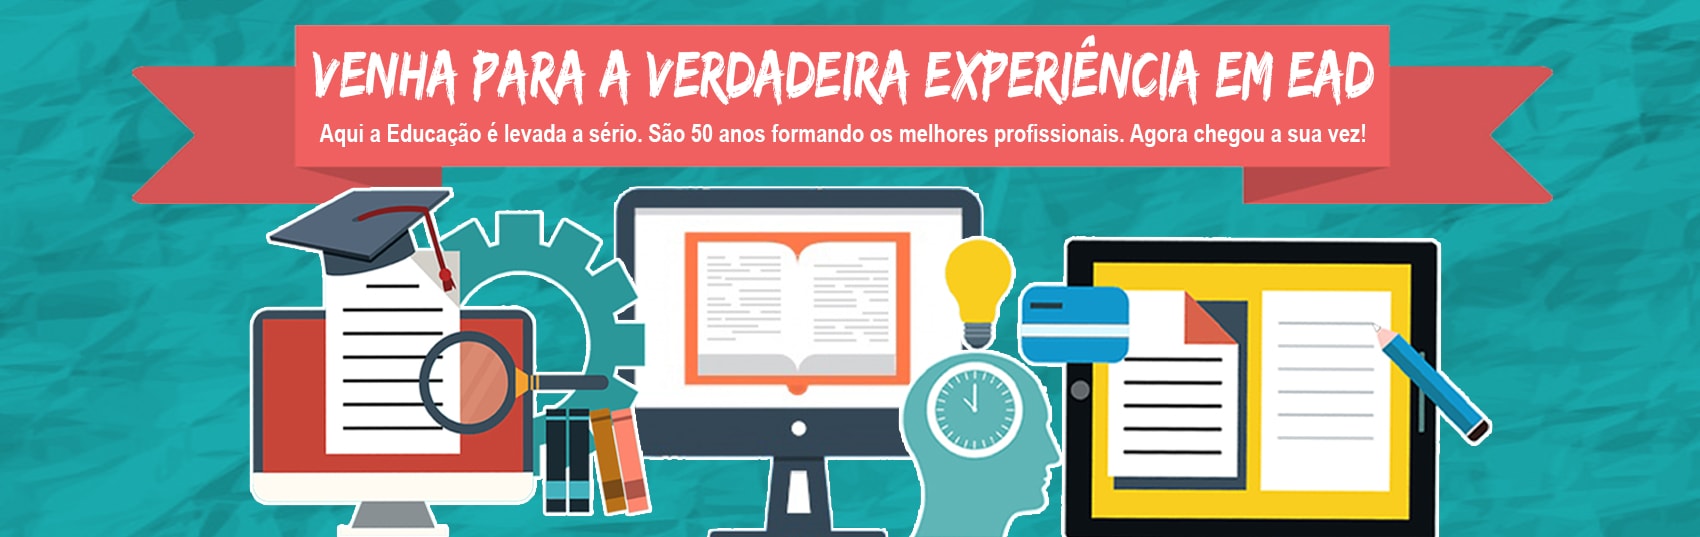 VENHA PARA A VERDADEIRA EXPERIÊNCIA EM EAD
Aqui a Educação é levada a sério. São 50 anos formando os melhores profissionais. Agora chegou a sua vez!